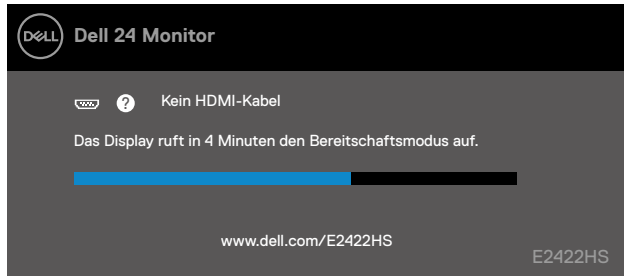 DELL Dell 24 Monitor
? Kein HDMI-Kabel
Das Display ruft in 4 Minuten den Bereitschaftsmodus auf.
www.dell.com/E2422HS
E2422HS